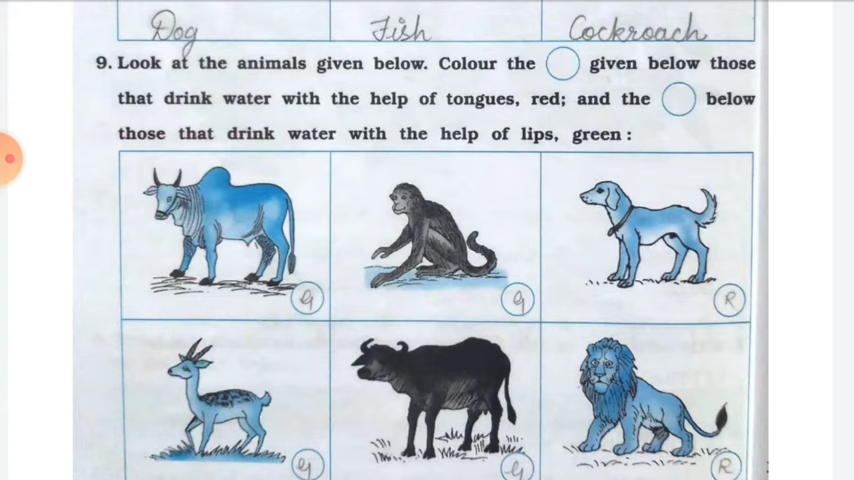 Dog Fish Cockroach
9. Look at the animals given below. Colour the given below those
that drink water with the help of tongues, red; and the below
those that drink water with the help of lips, green :
G G R
G G R